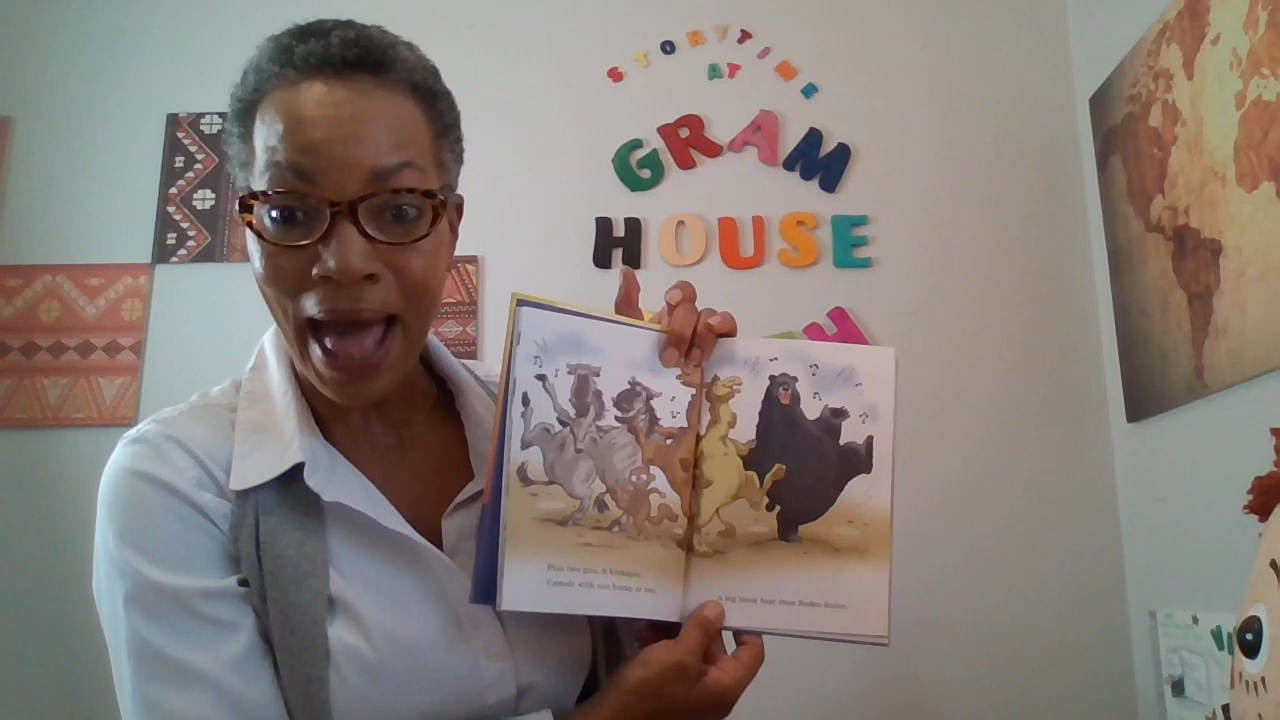 STORYTIME
AT
GRAM
HOUSE
H
Plus two gnu. A kinkajou.
Camels with one hump or two.
A big black bear from Baden-Baden.